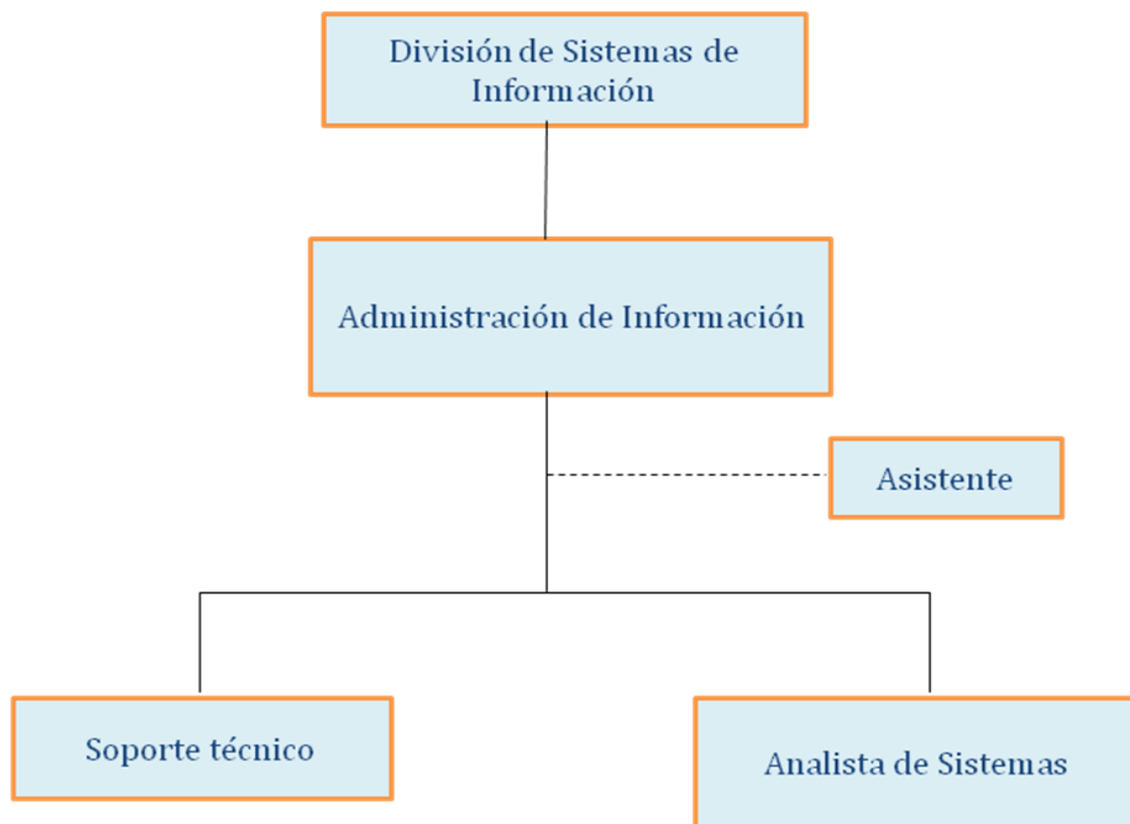 División de Sistemas de
Información
Administración de Información
Asistente
Soporte técnico
Analista de Sistemas